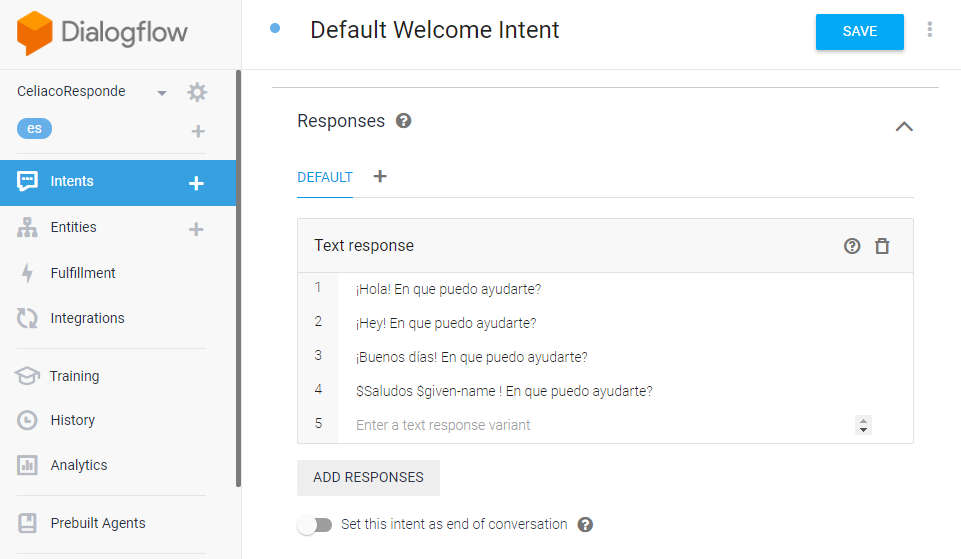 Dialogflow
Default Welcome Intent
SAVE
CeliacoResponde
es
Intents
Entities
Fulfillment
Integrations
Training
History
Analytics
Prebuilt Agents
Responses
DEFAULT
Text response
1 ¡Hola! En que puedo ayudarte?
2 ¡Hey! En que puedo ayudarte?
3 ¡Buenos días! En que puedo ayudarte?
4 $Saludos $given-name ! En que puedo ayudarte?
5 Enter a text response variant
ADD RESPONSES
Set this intent as end of conversation